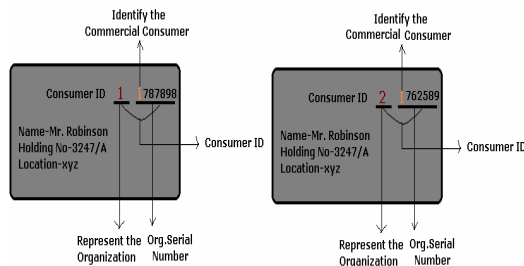 Identify the
Commercial Consumer
Consumer ID 1 1787898
Name-Mr. Robinson
Holding No-3247/A
Location-xyz
Consumer ID
Represent the
Organization
Org.Serial
Number
Identify the
Commercial Consumer
Consumer ID 2 1762589
Name-Mr. Robinson
Holding No-3247/A
Location-xyz
Consumer ID
Represent the
Organization
Org.Serial
Number